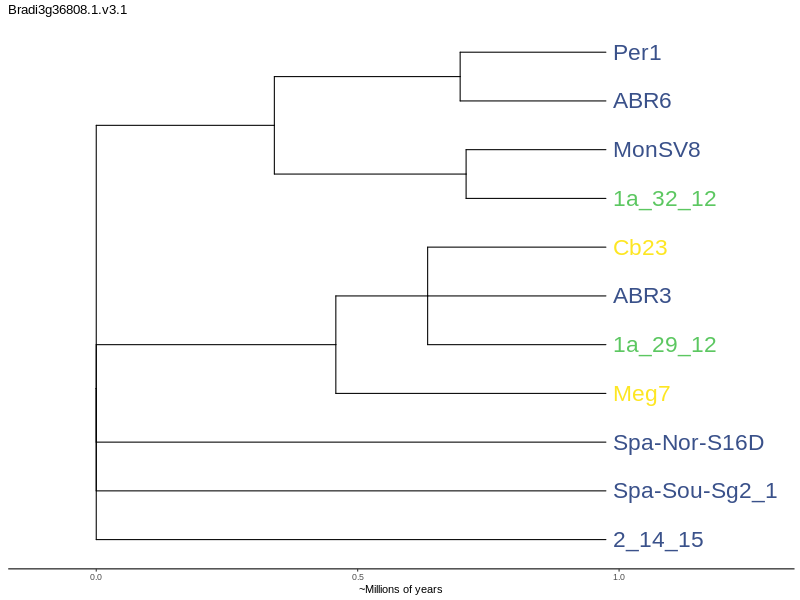 Bradi3g36808.1.v3.1
Per1
ABR6
MonSV8
1a_32_12
Cb23
ABR3
1a_29_12
Meg7
Spa-Nor-S16D
Spa-Sou-Sg2_1
2_14_15
0.0 0.5 1.0
~Millions of years